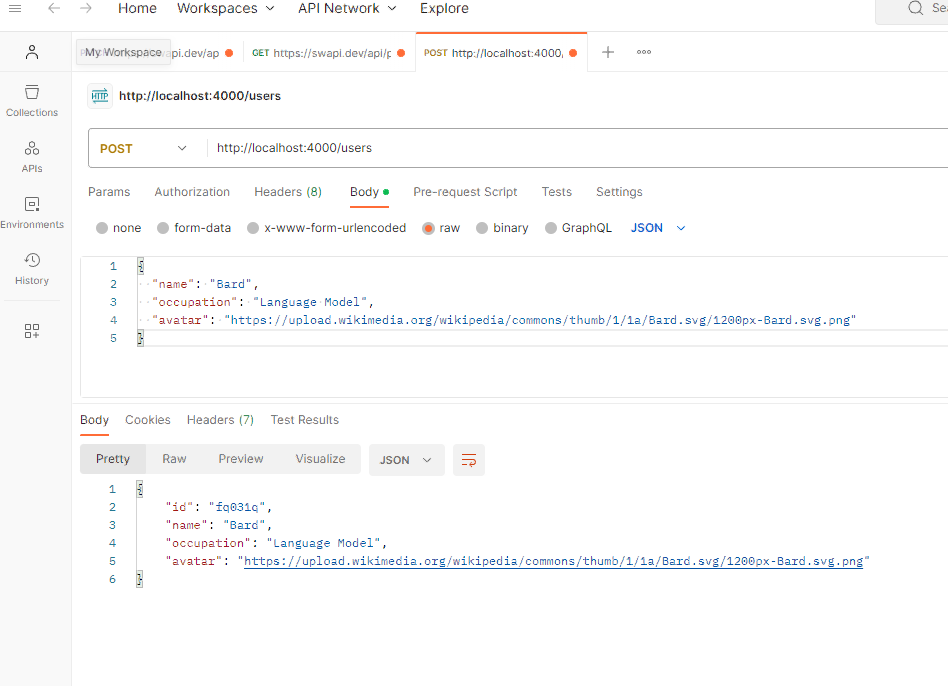 Home Workspaces API Network Explore
My Workspace
GET https://swapi.dev/api/p
POST http://localhost:4000,
HTTP http://localhost:4000/users
POST http://localhost:4000/users
Params Authorization Headers (8) Body Pre-request Script Tests Settings
none form-data x-www-form-urlencoded raw binary GraphQL JSON
1 {
2 "name": "Bard",
3 "occupation": "Language Model",
4 "avatar": "https://upload.wikimedia.org/wikipedia/commons/thumb/1/1a/Bard.svg/1200px-Bard.svg.png"
5 }
Collections
APIs
Environments
History
Body Cookies Headers (7) Test Results
Pretty Raw Preview Visualize JSON
1 {
2 "id": "fq031q",
3 "name": "Bard",
4 "occupation": "Language Model",
5 "avatar": "https://upload.wikimedia.org/wikipedia/commons/thumb/1/1a/Bard.svg/1200px-Bard.svg.png"
6 }